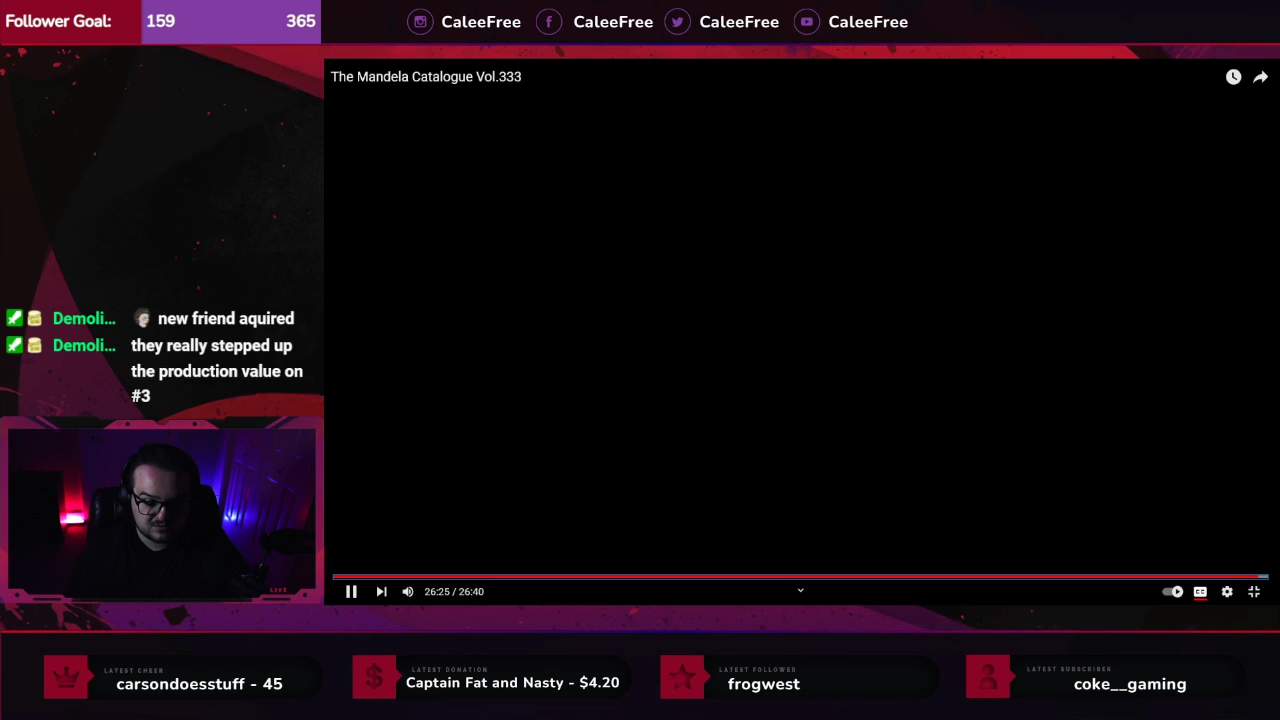 Follower Goal: 159 365
CaleeFree CaleeFree CaleeFree CaleeFree
The Mandela Catalogue Vol.333
Demoli... new friend aquired
Demoli... they really stepped up
the production value on
#3
LIVE
26:25 / 26:40
CC
LATEST CHEER
carsondoesstuff - 45
LATEST DONATION
Captain Fat and Nasty - $4.20
LATEST FOLLOWER
frogwest
LATEST SUBSCRIBER
coke__gaming